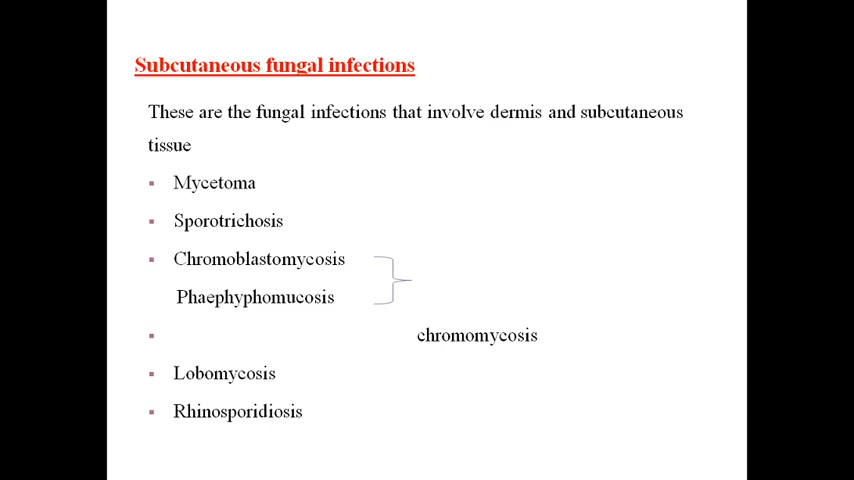 Subcutaneous fungal infections
These are the fungal infections that involve dermis and subcutaneous
tissue
▪ Mycetoma
▪ Sporotrichosis
▪ Chromoblastomycosis
Phaephyphomucosis
▪ chromomycosis
▪ Lobomycosis
▪ Rhinosporidiosis